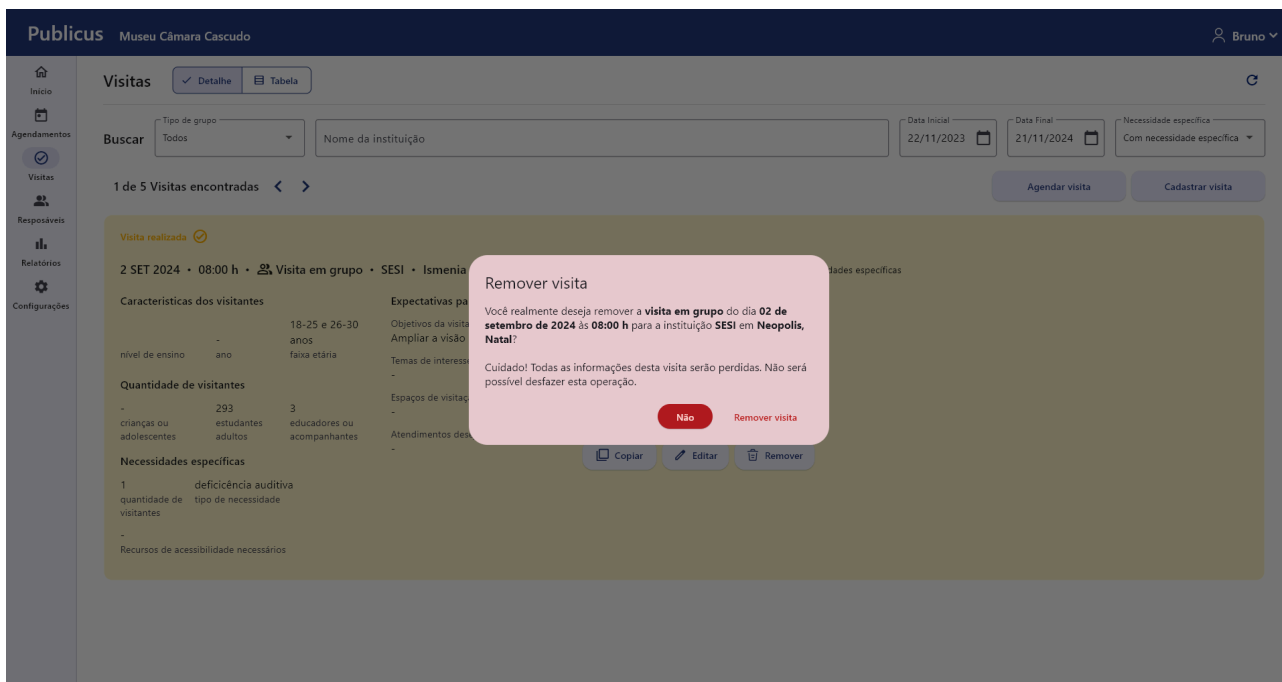 Publicus Museu Câmara Cascudo
Bruno
Início
Agendamentos
Visitas
Resposáveis
Relatórios
Configurações
Visitas
Detalhe
Tabela
Buscar
Tipo de grupo
Todos
Nome da instituição
Data Inicial
22/11/2023
Data Final
21/11/2024
Necessidade específica
Com necessidade específica
1 de 5 Visitas encontradas
Agendar visita
Cadastrar visita
Visita realizada
2 SET 2024 • 08:00 h • Visita em grupo • SESI • Ismenia
específicas
Caracteristicas dos visitantes
nível de ensino
-
ano
18-25 e 26-30
anos
faixa etária
Quantidade de visitantes
-
crianças ou
adolescentes
293
estudantes
adultos
3
educadores ou
acompanhantes
Necessidades específicas
1
quantidade de
visitantes
deficicência auditiva
tipo de necessidade
-
Recursos de acessibilidade necessários
Expectativas
Objetivos da visita
Ampliar a visão
Temas de interesse
-
Espaços de
-
Atendimentos
-
Copiar
Editar
Remover
Remover visita
Você realmente deseja remover a visita em grupo do dia 02 de
setembro de 2024 às 08:00 h para a instituição SESI em Neopolis,
Natal?
Cuidado! Todas as informações desta visita serão perdidas. Não será
possível desfazer esta operação.
Não
Remover visita